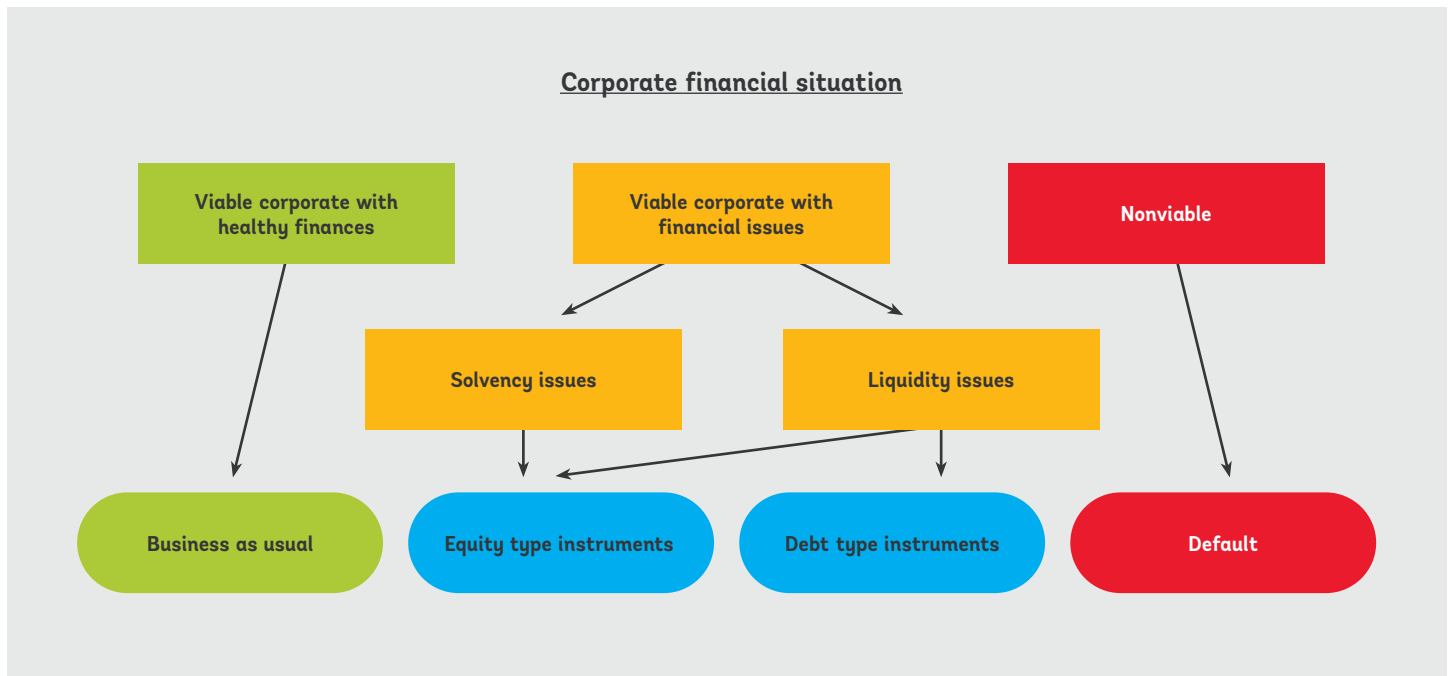 Corporate financial situation
Viable corporate with
healthy finances
Viable corporate with
financial issues
Nonviable
Solvency issues
Liquidity issues
Business as usual
Equity type instruments
Debt type instruments
Default